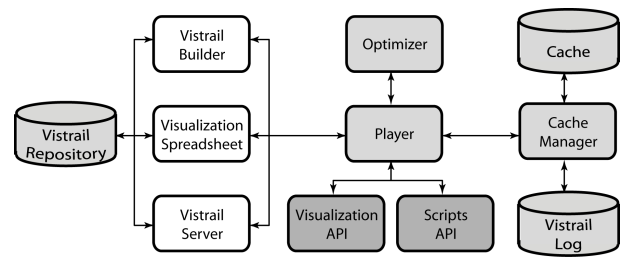 Vistrail
Builder
Optimizer
Cache
Vistrail
Repository
Visualization
Spreadsheet
Player
Cache
Manager
Vistrail
Server
Visualization
API
Scripts
API
Vistrail
Log